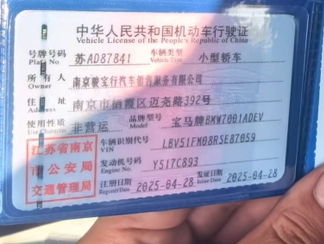 中华人民共和国机动车行驶证
Vehicle License of the People's Republic of China
号牌号码 苏AD87841 车辆类型 小型轿车
Plate No. Vehicle Type
所有人 南京骏宝行汽车销售服务有限公司
Owner
住址 南京市栖霞区迈尧路392号
Address
使用性质 非营运 品牌型号 宝马牌BMW7001ADEV
Use Character Model
江苏省南京 车辆识别代号 LBV51FM08RSE87059
VIN
公安局 发动机号码 Y517C893
Engine No.
交通管理局 注册日期 2025-04-28 发证日期 2025-04-28
Register Date Issue Date